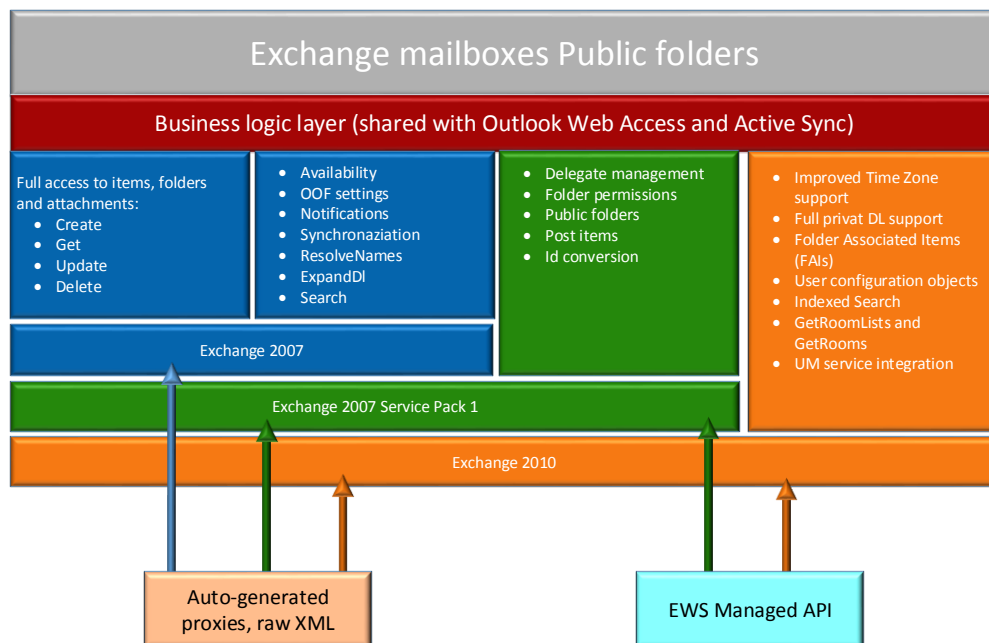 Exchange mailboxes Public folders
Business logic layer (shared with Outlook Web Access and Active Sync)
Full access to items, folders
and attachments:
• Create
• Get
• Update
• Delete
• Availability
• OOF settings
• Notifications
• Synchronaziation
• ResolveNames
• ExpandDl
• Search
• Delegate management
• Folder permissions
• Public folders
• Post items
• Id conversion
• Improved Time Zone
support
• Full privat DL support
• Folder Associated Items
(FAIs)
• User configuration objects
• Indexed Search
• GetRoomLists and
GetRooms
• UM service integration
Exchange 2007
Exchange 2007 Service Pack 1
Exchange 2010
Auto-generated
proxies, raw XML
EWS Managed API